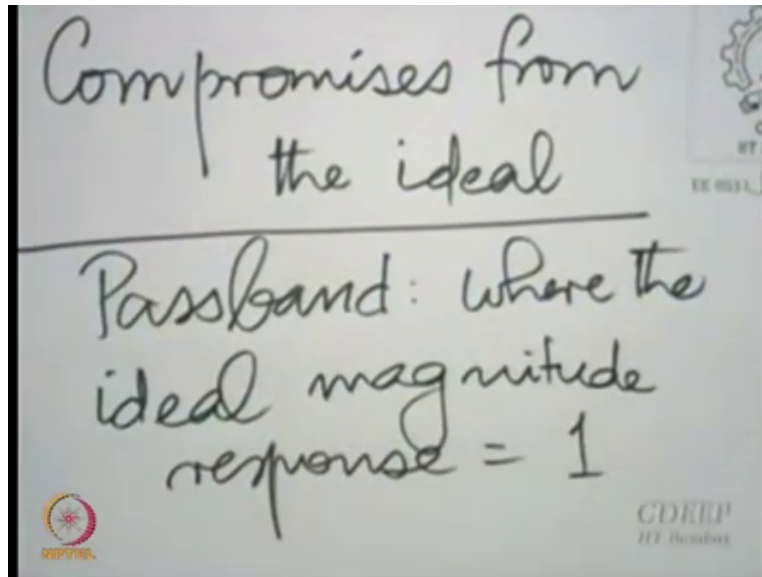 Compromises from
the ideal
Passband: where the
ideal magnitude
response = 1
NPTEL
CDEEP
IIT Bombay